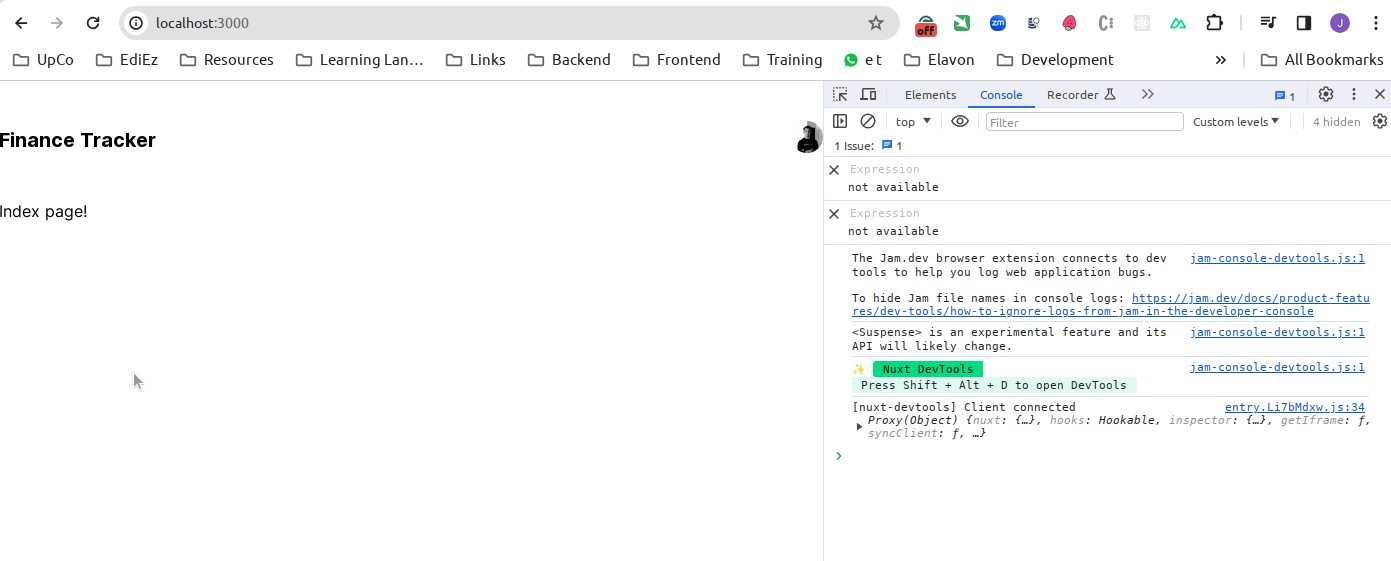 localhost:3000
off
zm
J
UpCo
EdiEz
Resources
Learning Lan…
Links
Backend
Frontend
Training
e t
Elavon
Development
»
All Bookmarks
Finance Tracker
Index page!
Elements
Console
Recorder
1
top
Filter
Custom levels
4 hidden
1 Issue: 1
Expression
not available
Expression
not available
The Jam.dev browser extension connects to dev jam-console-devtools.js:1
tools to help you log web application bugs.
To hide Jam file names in console logs: https://jam.dev/docs/product-featu
res/dev-tools/how-to-ignore-logs-from-jam-in-the-developer-console
<Suspense> is an experimental feature and its jam-console-devtools.js:1
API will likely change.
✨ Nuxt DevTools jam-console-devtools.js:1
Press Shift + Alt + D to open DevTools
[nuxt-devtools] Client connected entry.Li7bMdxw.js:34
Proxy(Object) {nuxt: {…}, hooks: Hookable, inspector: {…}, getIframe: ƒ,
syncClient: ƒ, …}